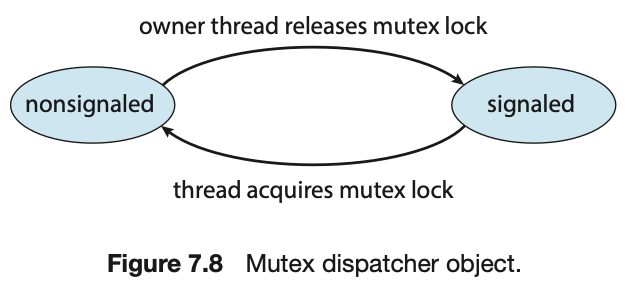 owner thread releases mutex lock
nonsignaled
signaled
thread acquires mutex lock
Figure 7.8 Mutex dispatcher object.